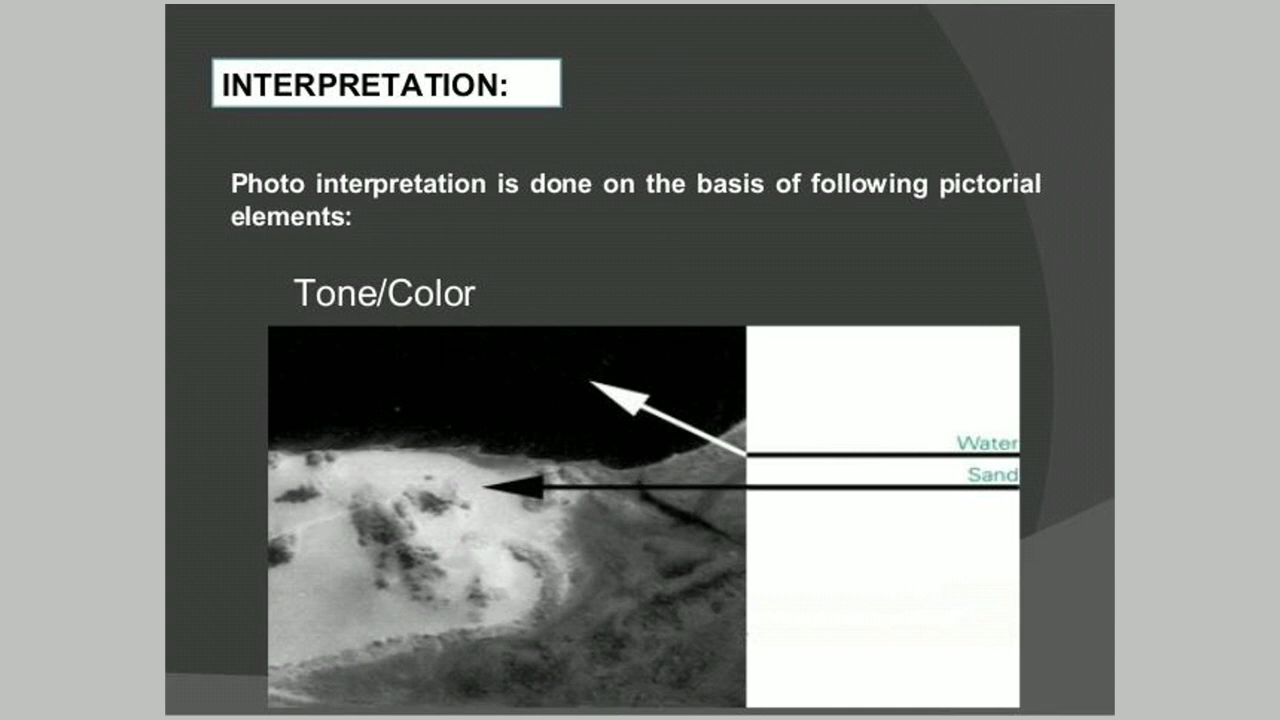 INTERPRETATION:
Photo interpretation is done on the basis of following pictorial
elements:
Tone/Color
Water
Sand